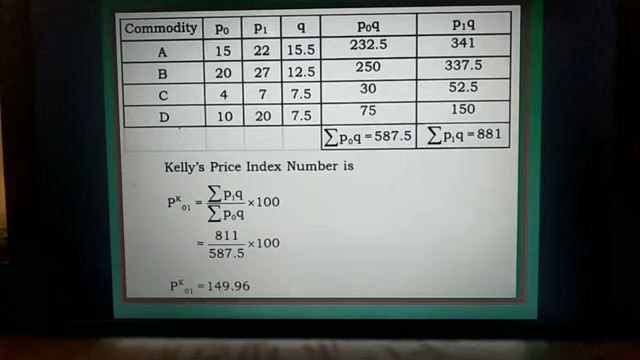 Commodity p₀ p₁ q p₀q p₁q
A 15 22 15.5 232.5 341
B 20 27 12.5 250 337.5
C 4 7 7.5 30 52.5
D 10 20 7.5 75 150
∑p₀q = 587.5 ∑p₁q = 881
Kelly's Price Index Number is
Pᴷ₀₁ = ∑p₁q / ∑p₀q ×100
= 811 / 587.5 ×100
Pᴷ₀₁ = 149.96